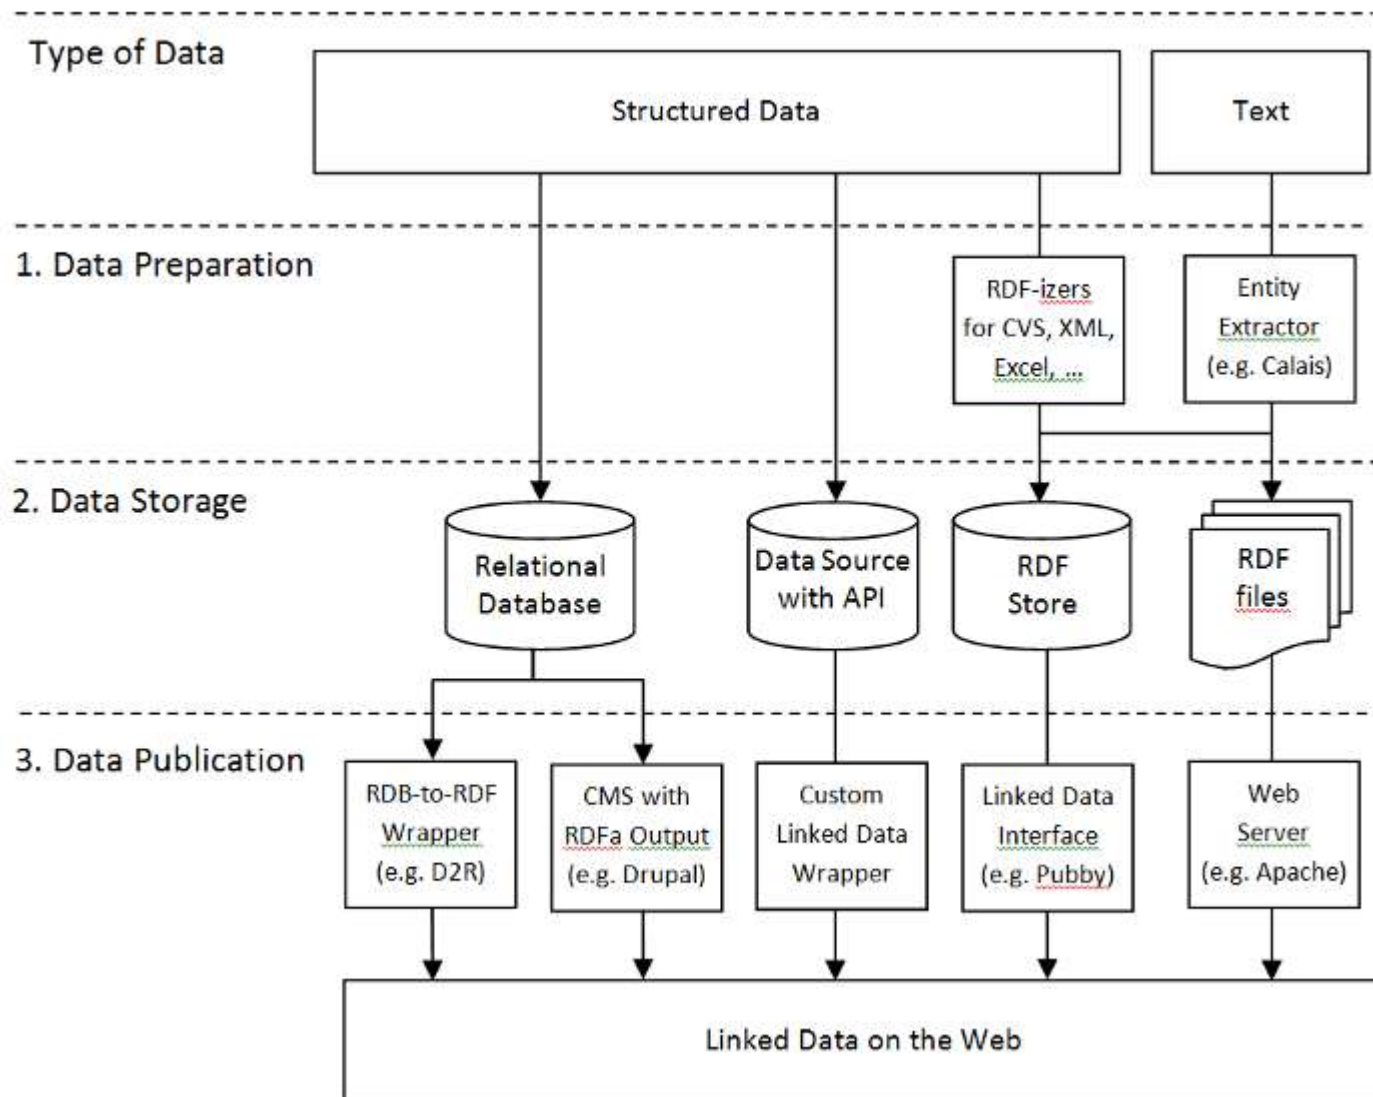 Type of Data
Structured Data
Text
1. Data Preparation
RDF-izers
for CVS, XML,
Excel, ...
Entity
Extractor
(e.g. Calais)
2. Data Storage
Relational
Database
Data Source
with API
RDF
Store
RDF
files
3. Data Publication
RDB-to-RDF
Wrapper
(e.g. D2R)
CMS with
RDFa Output
(e.g. Drupal)
Custom
Linked Data
Wrapper
Linked Data
Interface
(e.g. Pubby)
Web
Server
(e.g. Apache)
Linked Data on the Web